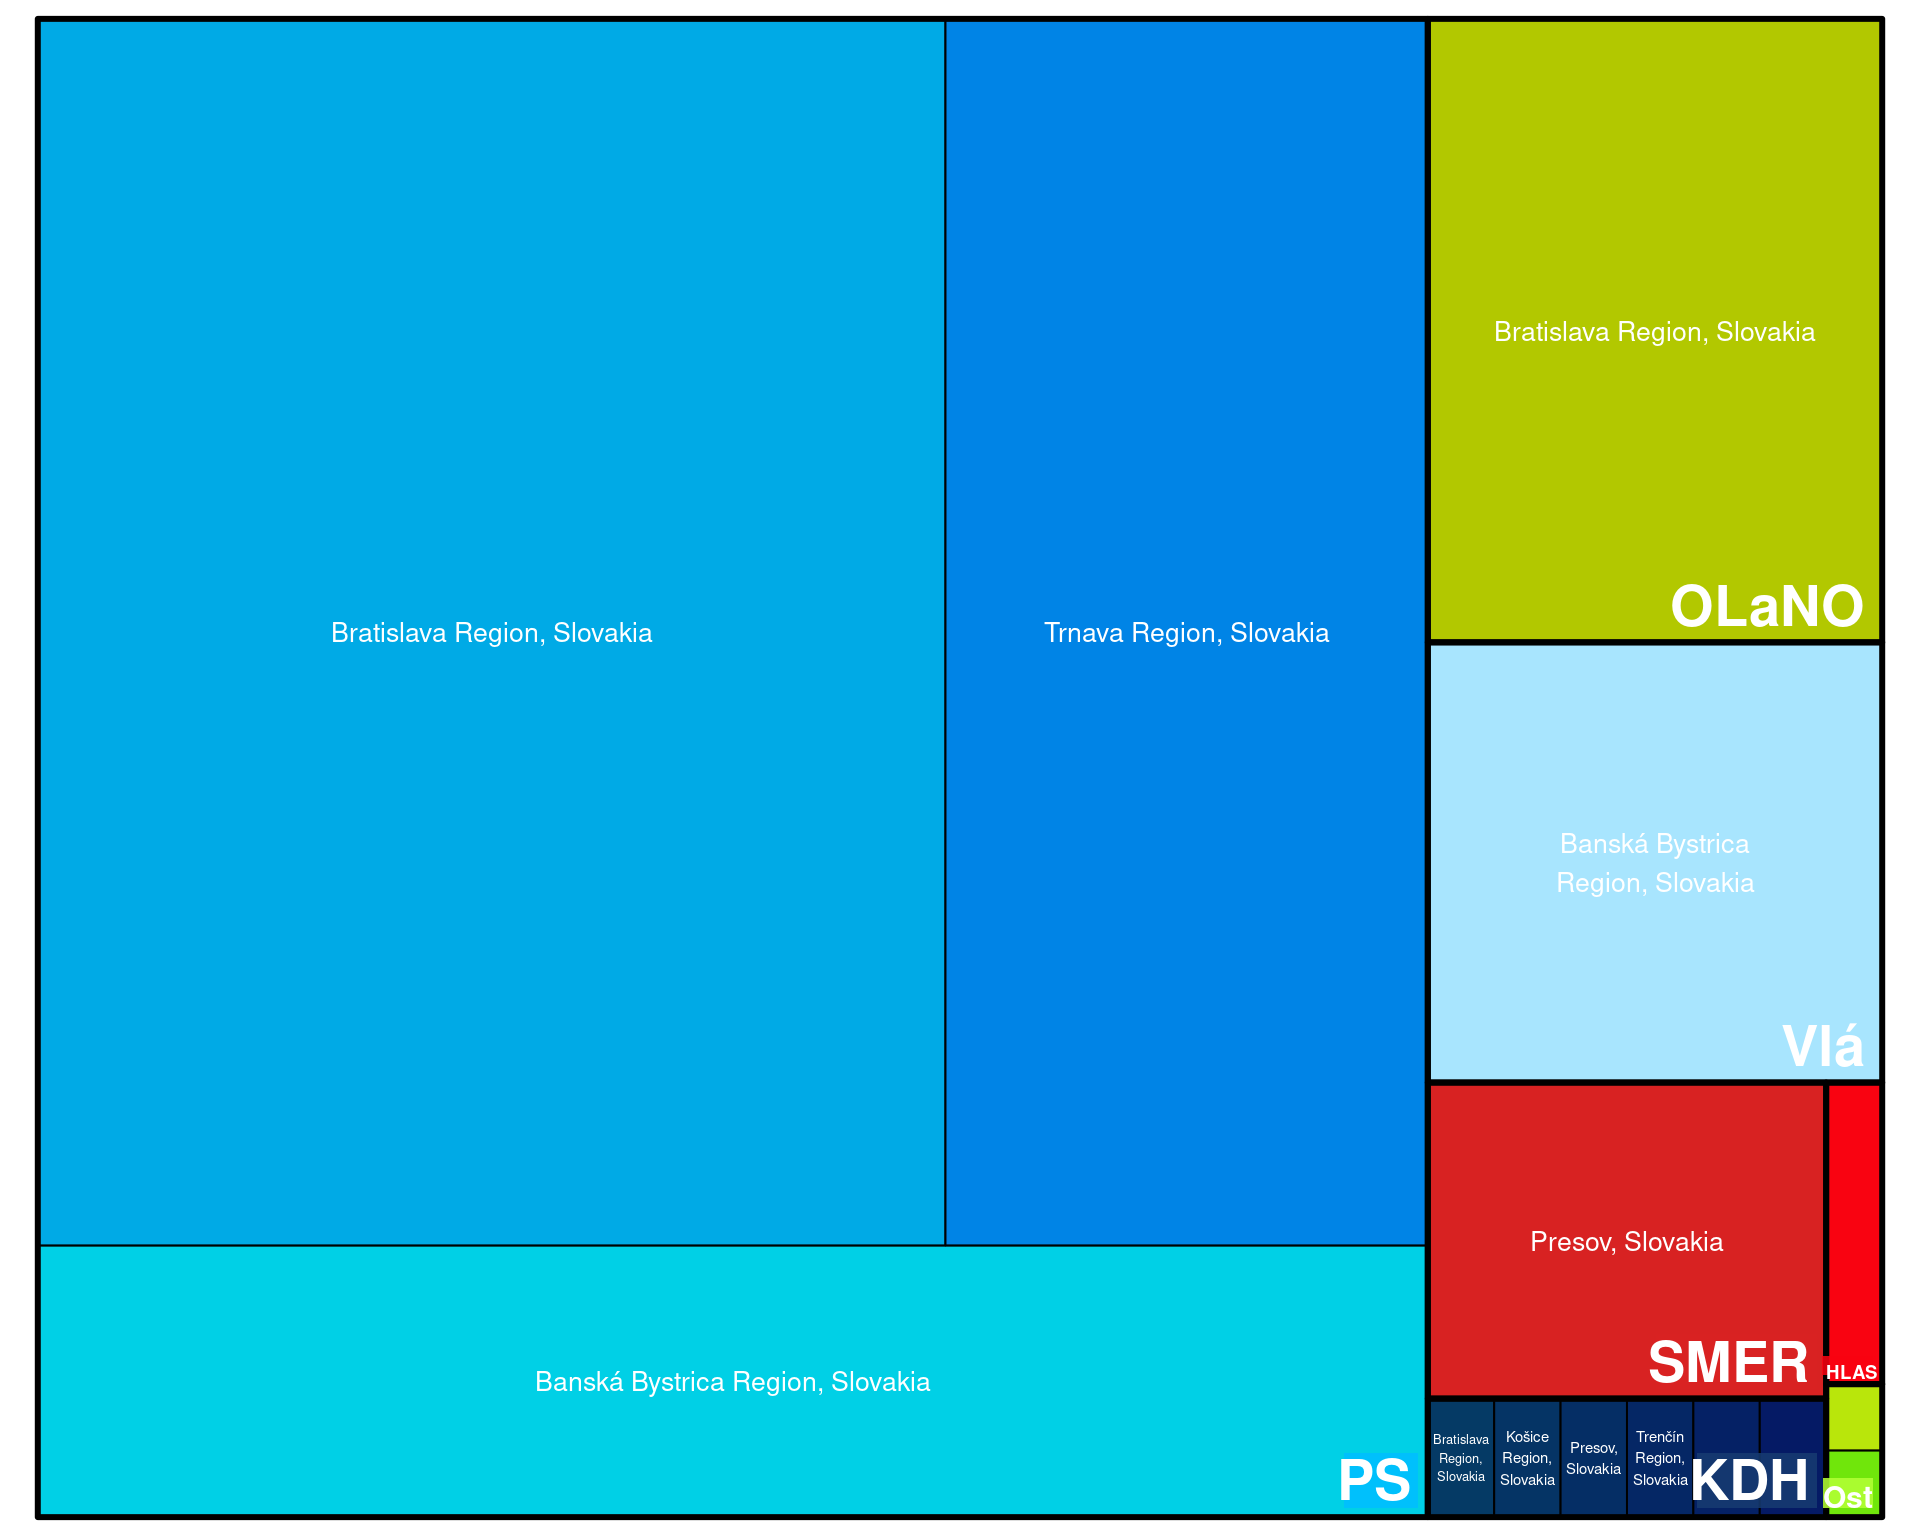 Bratislava Region, Slovakia
Trnava Region, Slovakia
Banská Bystrica Region, Slovakia
PS
Bratislava Region, Slovakia
OLaNO
Banská Bystrica
Region, Slovakia
Vlá
Presov, Slovakia
SMER
HLAS
Bratislava
Region,
Slovakia
Košice
Region,
Slovakia
Presov,
Slovakia
Trenčín
Region,
Slovakia
KDH
Ost